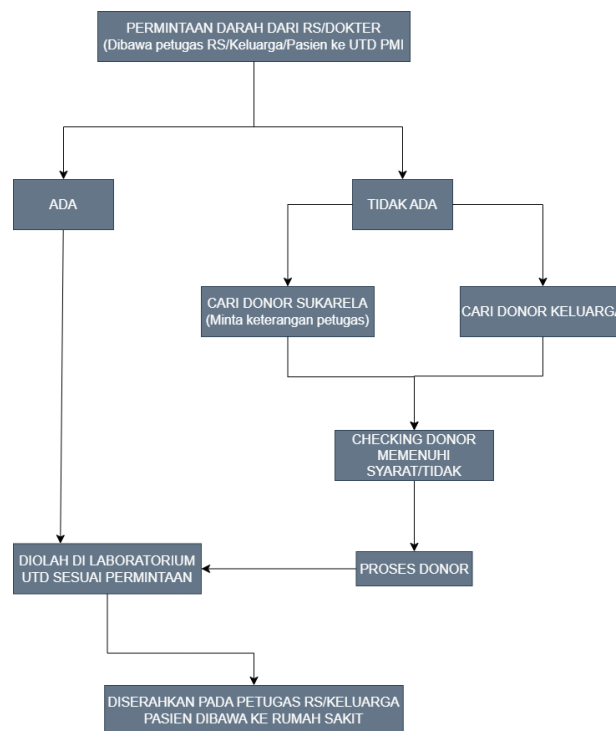 PERMINTAAN DARAH DARI RS/DOKTER
(Dibawa petugas RS/Keluarga/Pasien ke UTD PMI
ADA
TIDAK ADA
CARI DONOR SUKARELA
(Minta keterangan petugas)
CARI DONOR KELUARGA
CHECKING DONOR
MEMENUHI
SYARAT/TIDAK
DIOLAH DI LABORATORIUM
UTD SESUAI PERMINTAAN
PROSES DONOR
DISERAHKAN PADA PETUGAS RS/KELUARGA
PASIEN DIBAWA KE RUMAH SAKIT